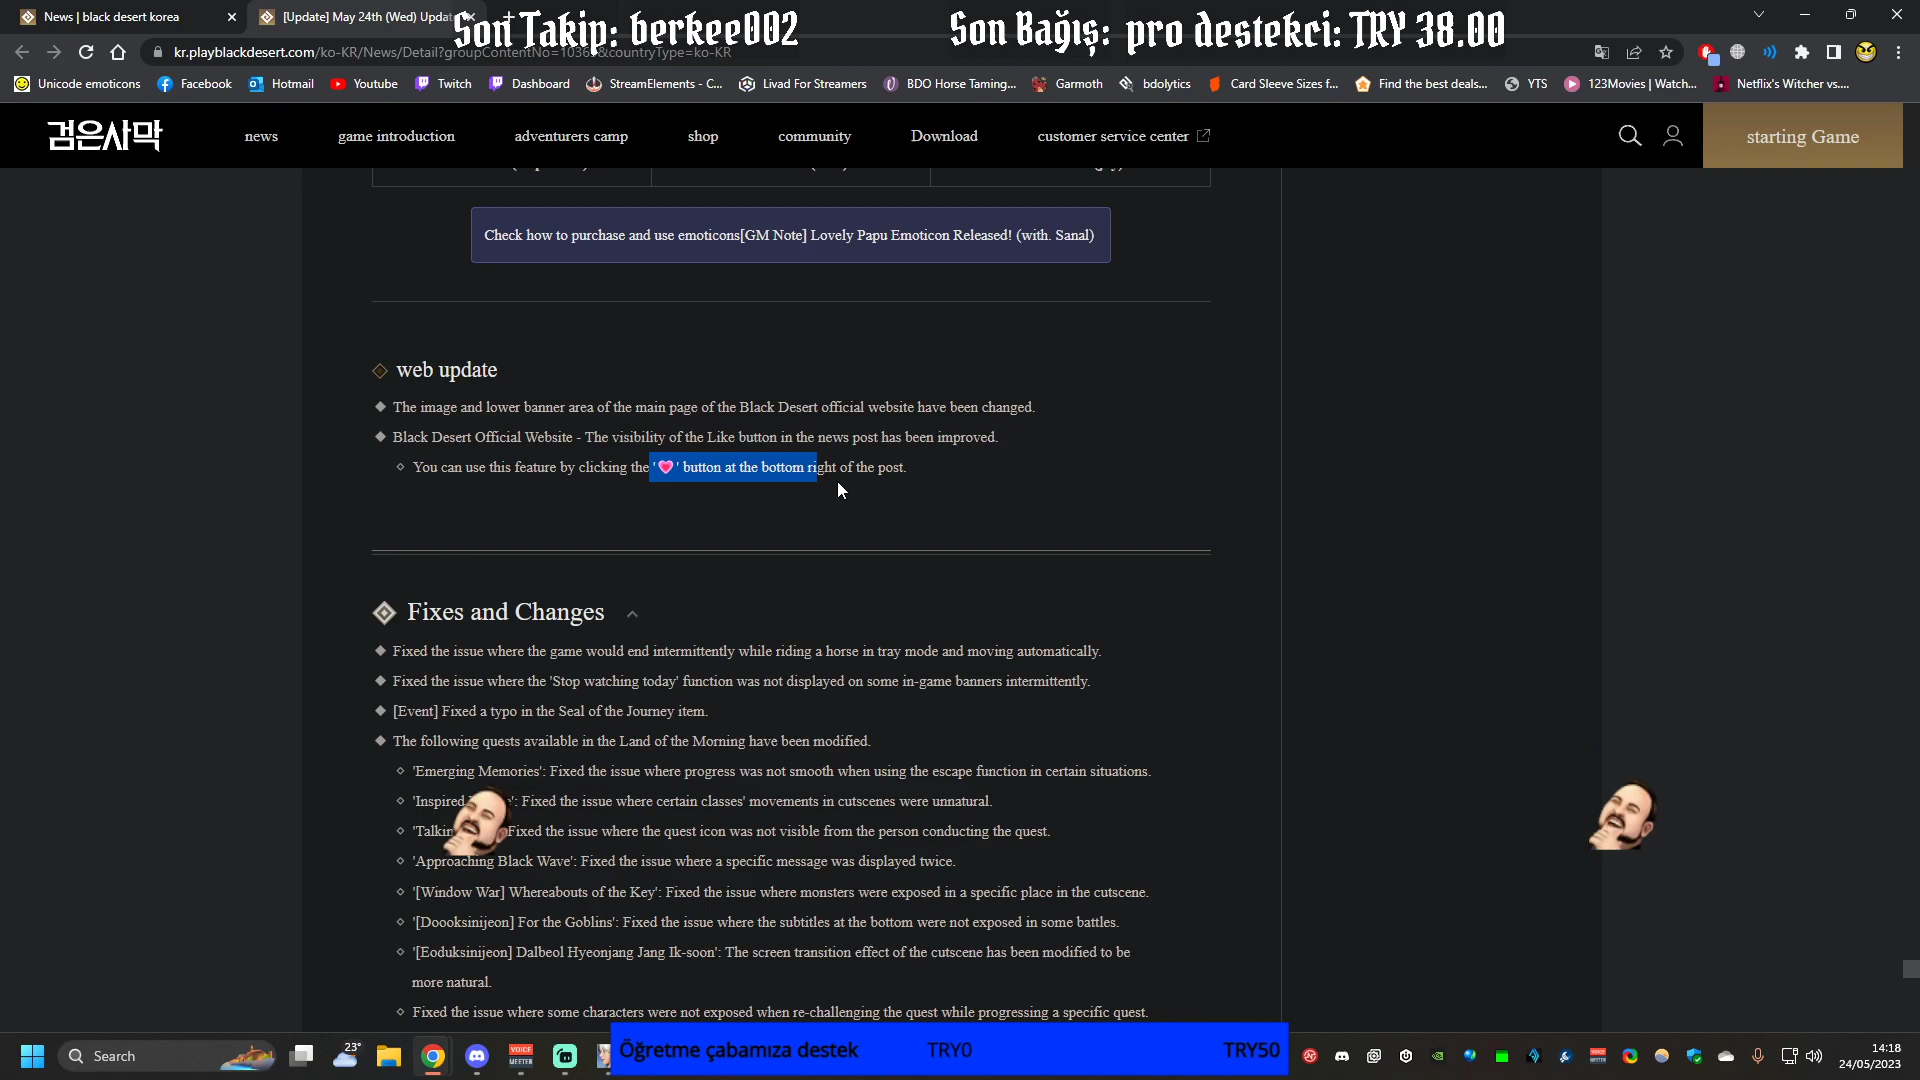 News | black desert korea
[Update] May 24th (Wed) Updat
Son Takip: berkee002
Son Bağış: pro destekci: TRY 38.00
kr.playblackdesert.com/ko-KR/News/Detail?groupContentNo=1036 &countryType=ko-KR
Unicode emoticons
Facebook
Hotmail
Youtube
Twitch
Dashboard
StreamElements - C...
Livad For Streamers
BDO Horse Taming...
Garmoth
bdolytics
Card Sleeve Sizes f...
Find the best deals...
YTS
123Movies | Watch...
Netflix's Witcher vs....
검은사막
news
game introduction
adventurers camp
shop
community
Download
customer service center
starting Game
Check how to purchase and use emoticons[GM Note] Lovely Papu Emoticon Released! (with. Sanal)
web update
The image and lower banner area of the main page of the Black Desert official website have been changed.
Black Desert Official Website - The visibility of the Like button in the news post has been improved.
You can use this feature by clicking the '💗' button at the bottom right of the post.
Fixes and Changes
Fixed the issue where the game would end intermittently while riding a horse in tray mode and moving automatically.
Fixed the issue where the 'Stop watching today' function was not displayed on some in-game banners intermittently.
[Event] Fixed a typo in the Seal of the Journey item.
The following quests available in the Land of the Morning have been modified.
'Emerging Memories': Fixed the issue where progress was not smooth when using the escape function in certain situations.
'Inspired ': Fixed the issue where certain classes' movements in cutscenes were unnatural.
Fixed the issue where the quest icon was not visible from the person conducting the quest.
'Approaching Black Wave': Fixed the issue where a specific message was displayed twice.
'[Window War] Whereabouts of the Key': Fixed the issue where monsters were exposed in a specific place in the cutscene.
'[Doooksinijeon] For the Goblins': Fixed the issue where the subtitles at the bottom were not exposed in some battles.
'[Eoduksinijeon] Dalbeol Hyeonjang Jang Ik-soon': The screen transition effect of the cutscene has been modified to be
more natural.
Fixed the issue where some characters were not exposed when re-challenging the quest while progressing a specific quest.
Search
23°
VOICE
MEETER
Öğretme çabamıza destek
TRY0
TRY50
14:18
24/05/2023